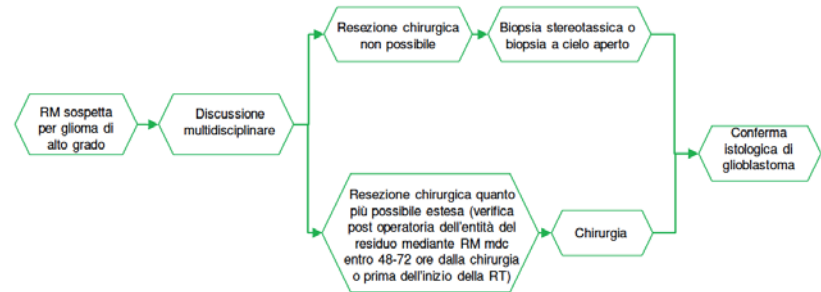 RM sospetta
per glioma di
alto grado
Discussione
multidisciplinare
Resezione chirurgica
non possibile
Biopsia stereotassica o
biopsia a cielo aperto
Resezione chirurgica quanto
più possibile estesa (verifica
post operatoria dell'entità del
residuo mediante RM mdc
entro 48-72 ore dalla chirurgia
o prima dell'inizio della RT)
Chirurgia
Conferma
istologica di
glioblastoma